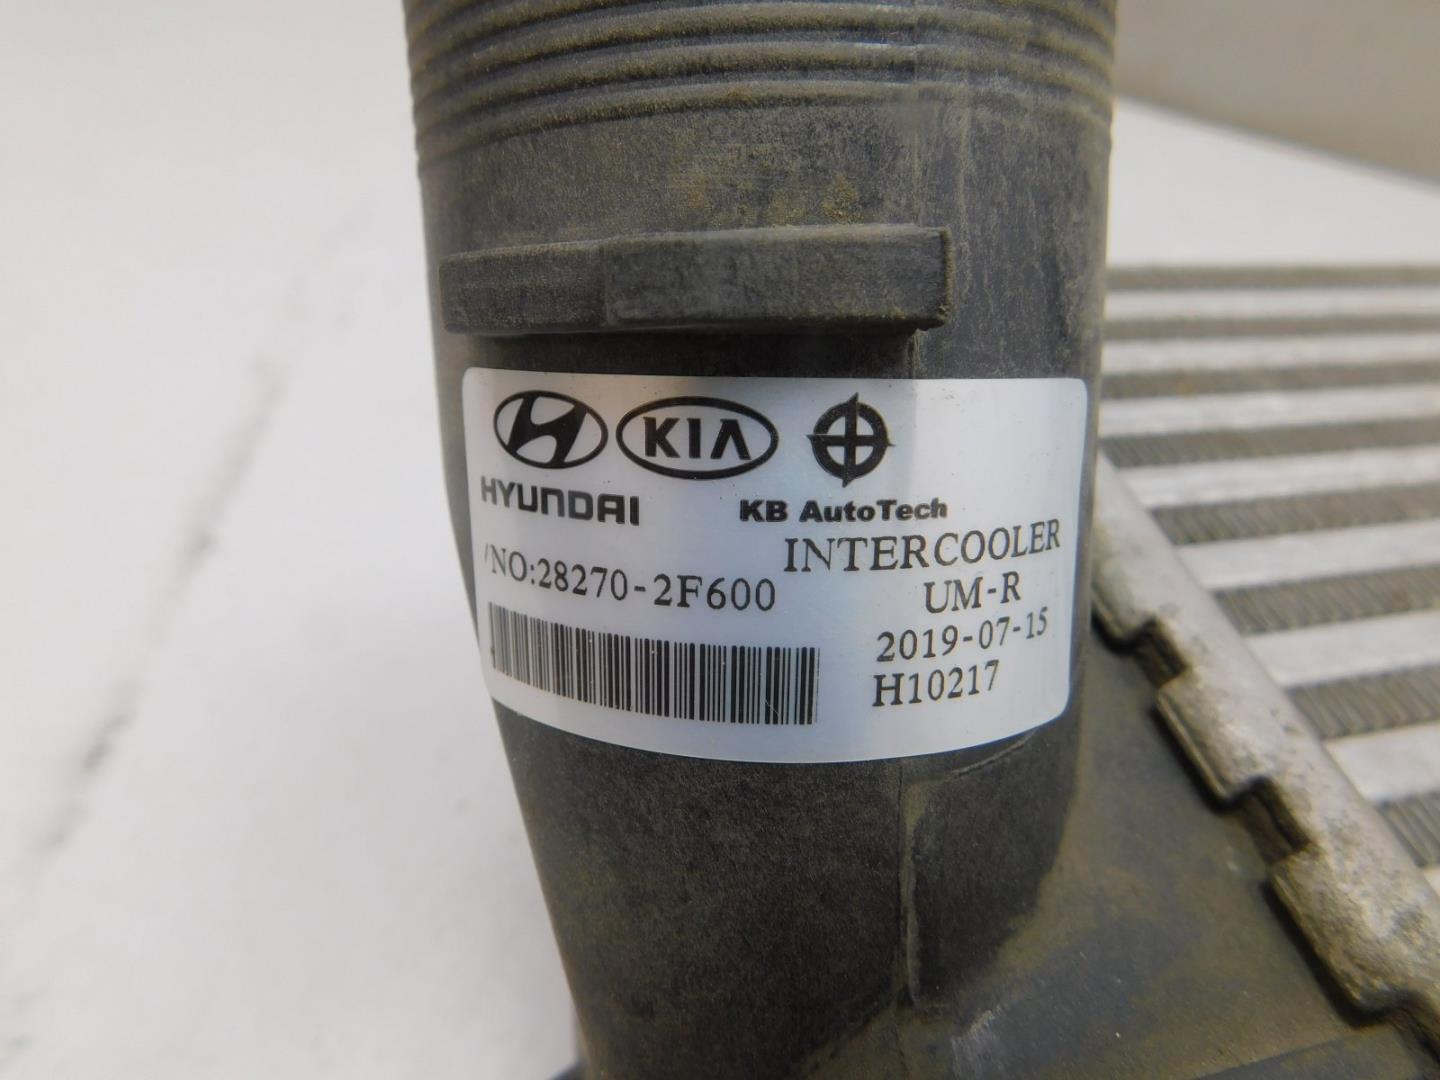 HYUNDAI
KIA
KB AutoTech
INTERCOOLER
/NO:28270-2F600
UM-R
2019-07-15
H10217